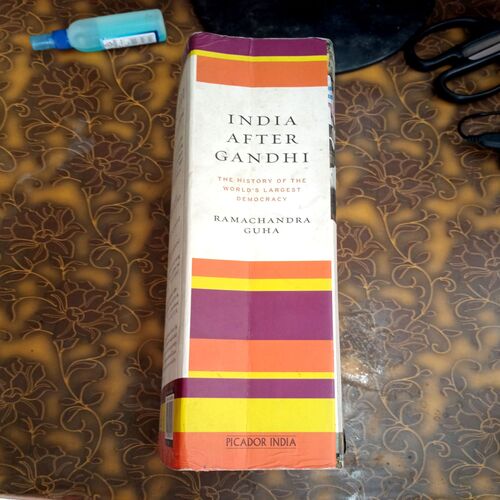 INDIA
AFTER
GANDHI
THE HISTORY OF THE
WORLD'S LARGEST
DEMOCRACY
RAMACHANDRA
GUHA
PICADOR INDIA